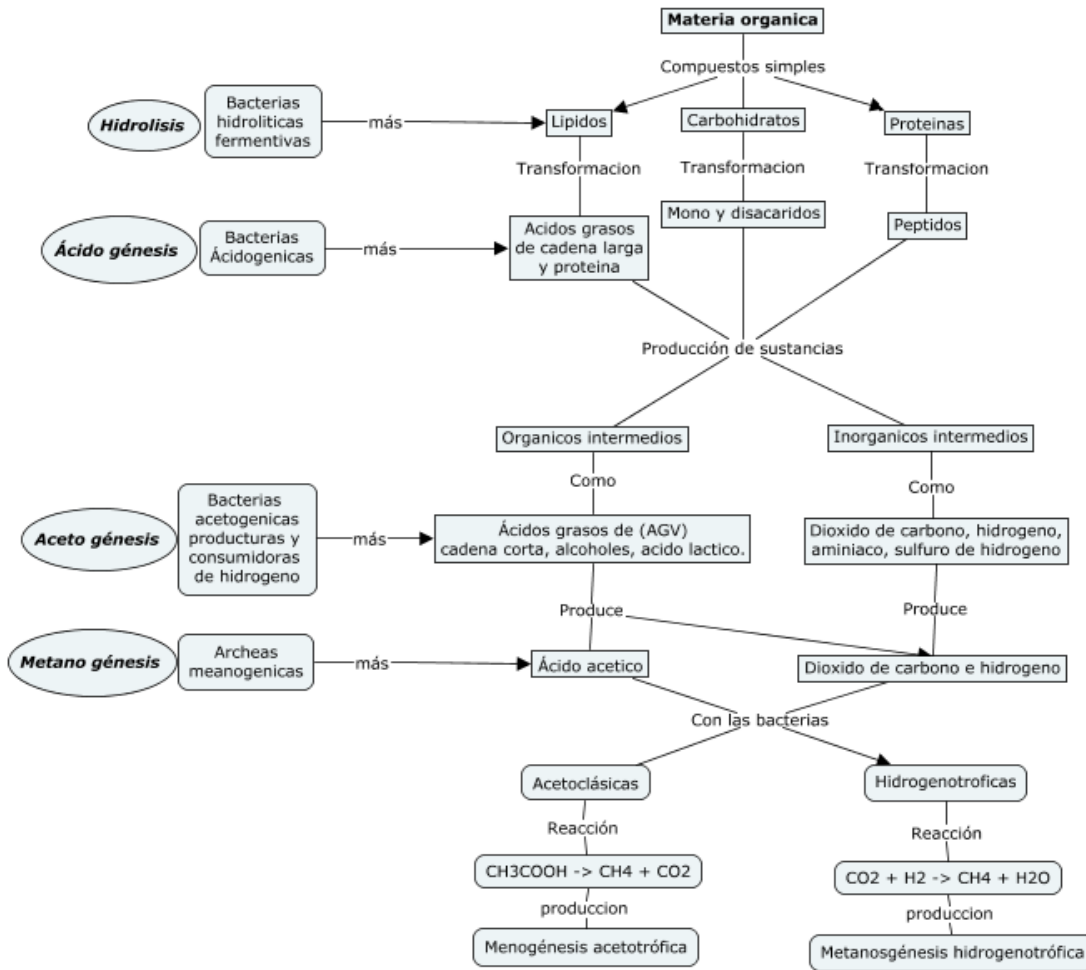 Materia organica
Compuestos simples
Hidrolisis
Bacterias
hidroliticas
fermentivas
más
Lipidos
Carbohidratos
Proteinas
Transformacion
Transformacion
Transformacion
Mono y disacaridos
Peptidos
Ácido génesis
Bacterias
Ácidogenicas
más
Acidos grasos
de cadena larga
y proteina
Producción de sustancias
Organicos intermedios
Inorganicos intermedios
Como
Como
Aceto génesis
Bacterias
acetogenicas
producturas y
consumidoras
de hidrogeno
más
Ácidos grasos de (AGV)
cadena corta, alcoholes, acido lactico.
Dioxido de carbono, hidrogeno,
aminiaco, sulfuro de hidrogeno
Produce
Produce
Metano génesis
Archeas
meanogenicas
más
Ácido acetico
Dioxido de carbono e hidrogeno
Con las bacterias
Acetoclásicas
Hidrogenotroficas
Reacción
Reacción
CH3COOH -> CH4 + CO2
CO2 + H2 -> CH4 + H2O
produccion
produccion
Menogénesis acetotrófica
Metanosgénesis hidrogenotrófica